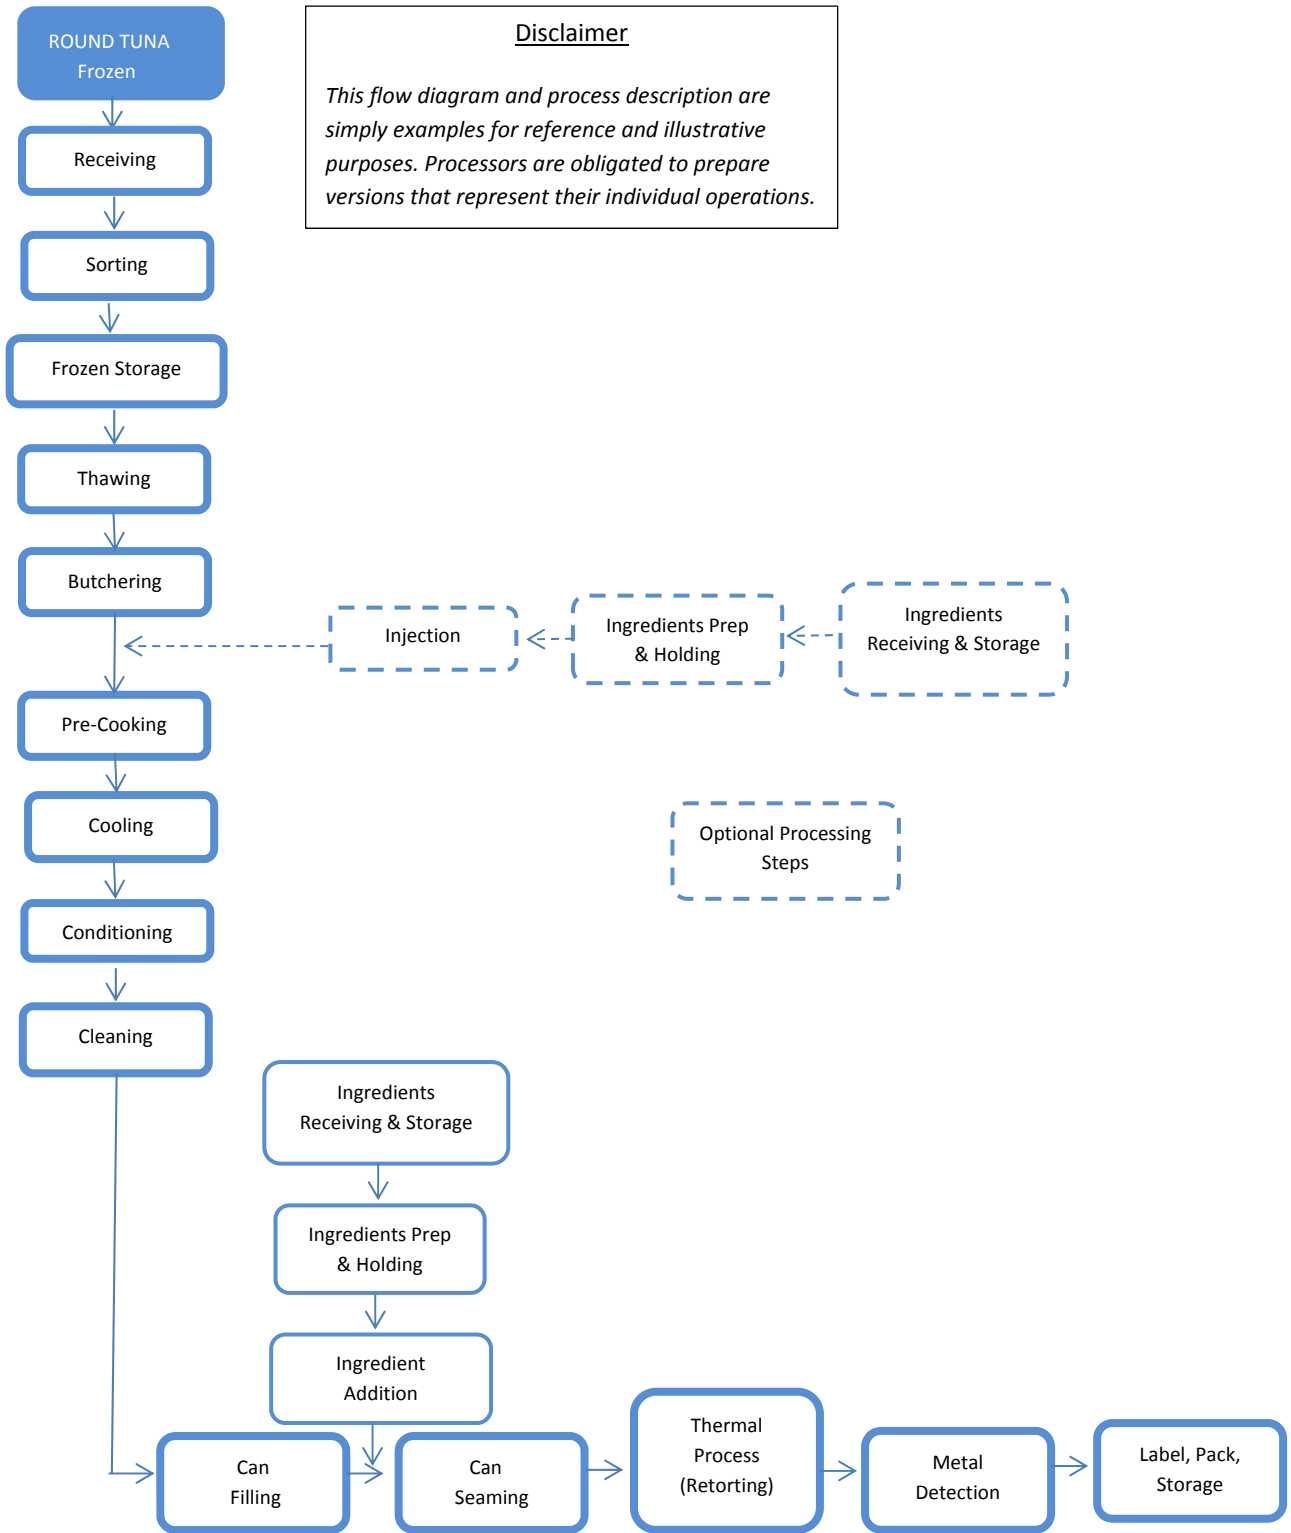 ROUND TUNA
Frozen
Disclaimer
This flow diagram and process description are
simply examples for reference and illustrative
purposes. Processors are obligated to prepare
versions that represent their individual operations.
Receiving
Sorting
Frozen Storage
Thawing
Butchering
Injection
Ingredients Prep
& Holding
Ingredients
Receiving & Storage
Pre-Cooking
Cooling
Optional Processing
Steps
Conditioning
Cleaning
Ingredients
Receiving & Storage
Ingredients Prep
& Holding
Ingredient
Addition
Can
Filling
Can
Seaming
Thermal
Process
(Retorting)
Metal
Detection
Label, Pack,
Storage